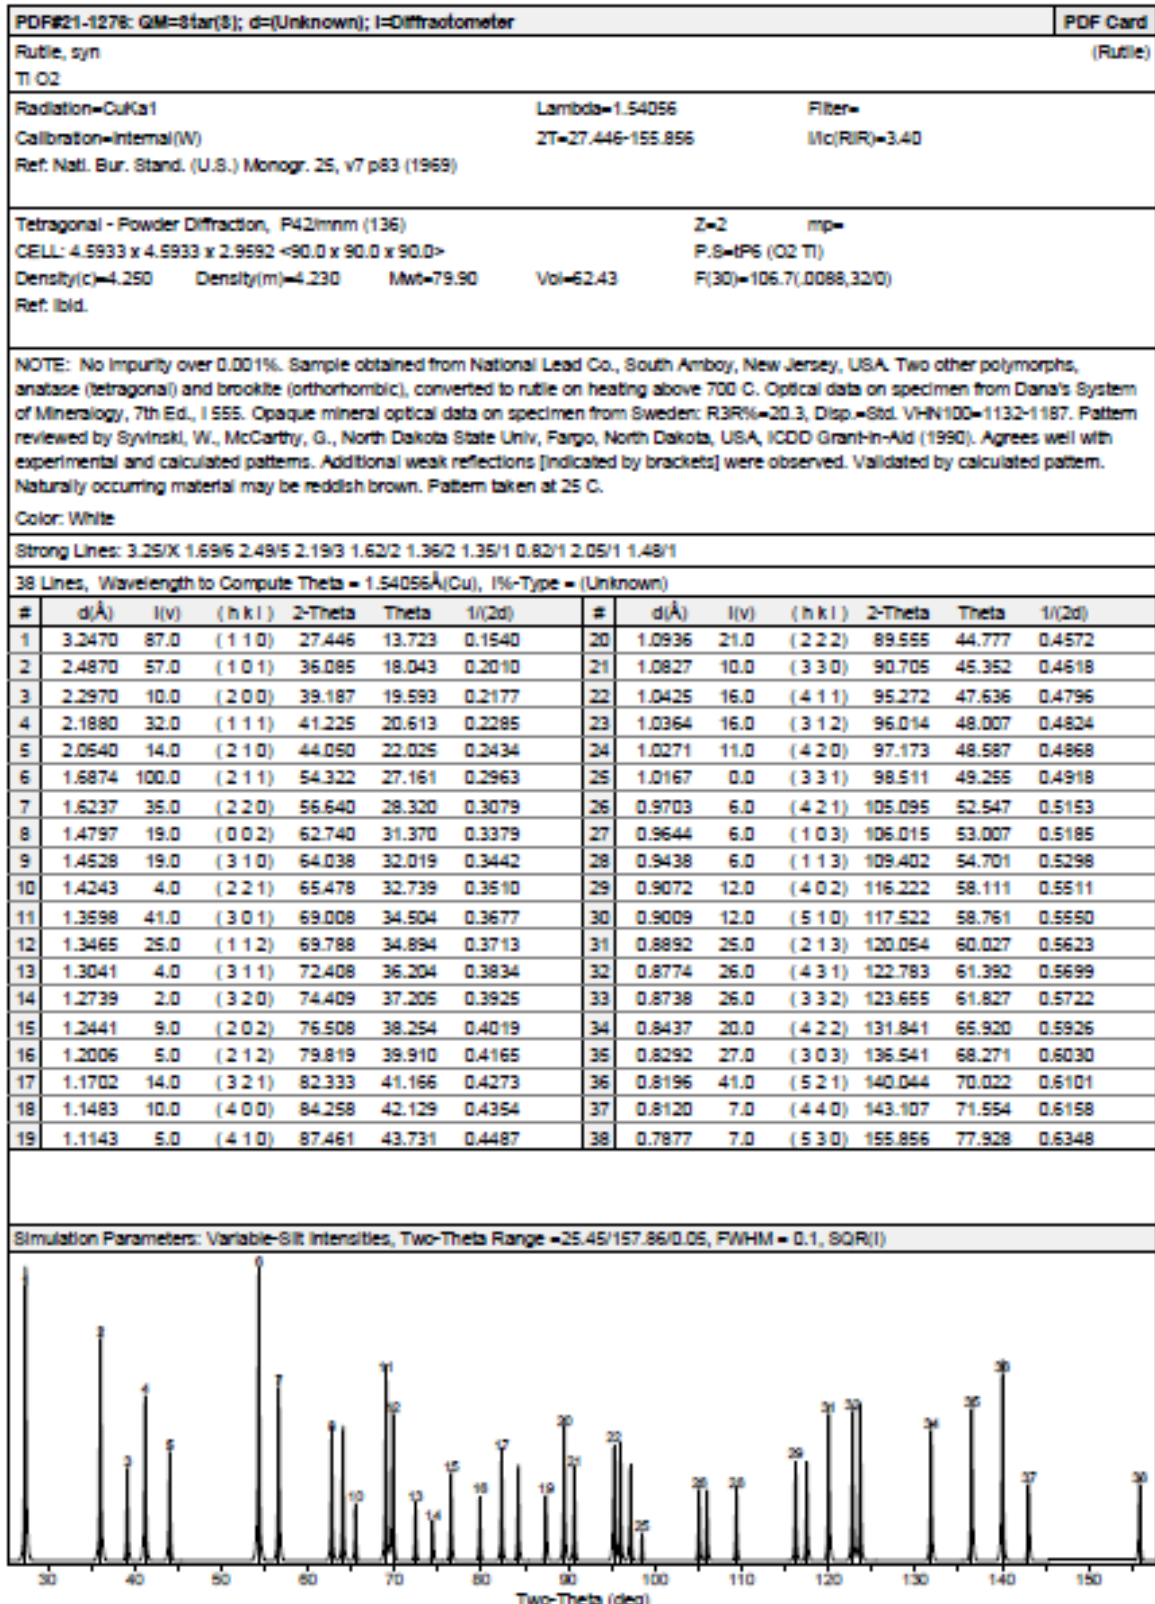 PDF#21-1276: QM=Star(S); d=(Unknown); I=Diffractometer PDF Card
Rutile, syn (Rutile)
Ti O2
Radiation=CuKa1 Lambda=1.54056 Filter=
Calibration=Internal(W) 2T=27.446-155.856 I/Ic(RIR)=3.40
Ref: Natl. Bur. Stand. (U.S.) Monogr. 25, v7 p83 (1969)
Tetragonal - Powder Diffraction, P42/mnm (136) Z=2 mp=
CELL: 4.5933 x 4.5933 x 2.9592 <90.0 x 90.0 x 90.0> P.S=tP6 (O2 Ti)
Density(c)=4.250 Density(m)=4.230 Mwt=79.90 Vol=62.43 F(30)=106.7(.0088,32/0)
Ref: Ibid.
NOTE: No impurity over 0.001%. Sample obtained from National Lead Co., South Amboy, New Jersey, USA. Two other polymorphs,
anatase (tetragonal) and brookite (orthorhombic), converted to rutile on heating above 700 C. Optical data on specimen from Dana's System
of Mineralogy, 7th Ed., I 555. Opaque mineral optical data on specimen from Sweden: R3R%=20.3, Disp.=Std. VHN100=1132-1187. Pattern
reviewed by Syvinski, W., McCarthy, G., North Dakota State Univ, Fargo, North Dakota, USA, ICDD Grant-in-Aid (1990). Agrees well with
experimental and calculated patterns. Additional weak reflections [indicated by brackets] were observed. Validated by calculated pattern.
Naturally occurring material may be reddish brown. Pattern taken at 25 C.
Color: White
Strong Lines: 3.25/X 1.69/6 2.49/5 2.19/3 1.62/2 1.36/2 1.35/1 0.82/1 2.05/1 1.48/1
38 Lines, Wavelength to Compute Theta = 1.54056Å(Cu), I%-Type = (Unknown)
# d(Å) I(v) (h k l) 2-Theta Theta 1/(2d) # d(Å) I(v) (h k l) 2-Theta Theta 1/(2d)
1 3.2470 87.0 (1 1 0) 27.446 13.723 0.1540 20 1.0936 21.0 (2 2 2) 89.555 44.777 0.4572
2 2.4870 57.0 (1 0 1) 36.085 18.043 0.2010 21 1.0827 10.0 (3 3 0) 90.705 45.352 0.4618
3 2.2970 10.0 (2 0 0) 39.187 19.593 0.2177 22 1.0425 16.0 (4 1 1) 95.272 47.636 0.4796
4 2.1880 32.0 (1 1 1) 41.225 20.613 0.2285 23 1.0364 16.0 (3 1 2) 96.014 48.007 0.4824
5 2.0540 14.0 (2 1 0) 44.050 22.025 0.2434 24 1.0271 11.0 (4 2 0) 97.173 48.587 0.4868
6 1.6874 100.0 (2 1 1) 54.322 27.161 0.2963 25 1.0167 0.0 (3 3 1) 98.511 49.255 0.4918
7 1.6237 35.0 (2 2 0) 56.640 28.320 0.3079 26 0.9703 6.0 (4 2 1) 105.095 52.547 0.5153
8 1.4797 19.0 (0 0 2) 62.740 31.370 0.3379 27 0.9644 6.0 (1 0 3) 106.015 53.007 0.5185
9 1.4528 19.0 (3 1 0) 64.038 32.019 0.3442 28 0.9438 6.0 (1 1 3) 109.402 54.701 0.5298
10 1.4243 4.0 (2 2 1) 65.478 32.739 0.3510 29 0.9072 12.0 (4 0 2) 116.222 58.111 0.5511
11 1.3598 41.0 (3 0 1) 69.008 34.504 0.3677 30 0.9009 12.0 (5 1 0) 117.522 58.761 0.5550
12 1.3465 25.0 (1 1 2) 69.788 34.894 0.3713 31 0.8892 25.0 (2 1 3) 120.054 60.027 0.5623
13 1.3041 4.0 (3 1 1) 72.408 36.204 0.3834 32 0.8774 26.0 (4 3 1) 122.783 61.392 0.5699
14 1.2739 2.0 (3 2 0) 74.409 37.205 0.3925 33 0.8738 26.0 (3 3 2) 123.655 61.827 0.5722
15 1.2441 9.0 (2 0 2) 76.508 38.254 0.4019 34 0.8437 20.0 (4 2 2) 131.841 65.920 0.5926
16 1.2006 5.0 (2 1 2) 79.819 39.910 0.4165 35 0.8292 27.0 (3 0 3) 136.541 68.271 0.6030
17 1.1702 14.0 (3 2 1) 82.333 41.166 0.4273 36 0.8196 41.0 (5 2 1) 140.044 70.022 0.6101
18 1.1483 10.0 (4 0 0) 84.258 42.129 0.4354 37 0.8120 7.0 (4 4 0) 143.107 71.554 0.6158
19 1.1143 5.0 (4 1 0) 87.461 43.731 0.4487 38 0.7877 7.0 (5 3 0) 155.856 77.928 0.6348
Simulation Parameters: Variable-Slit Intensities, Two-Theta Range =25.45/157.86/0.05, FWHM = 0.1, SQR(I)
6
2
11 36
7
4 12 31 33 35
20
8 5 22 34
17 29
3 15 21
37 38
10 16 19 26 28
13
14 25
30 40 50 60 70 80 90 100 110 120 130 140 150
Two-Theta (deg)